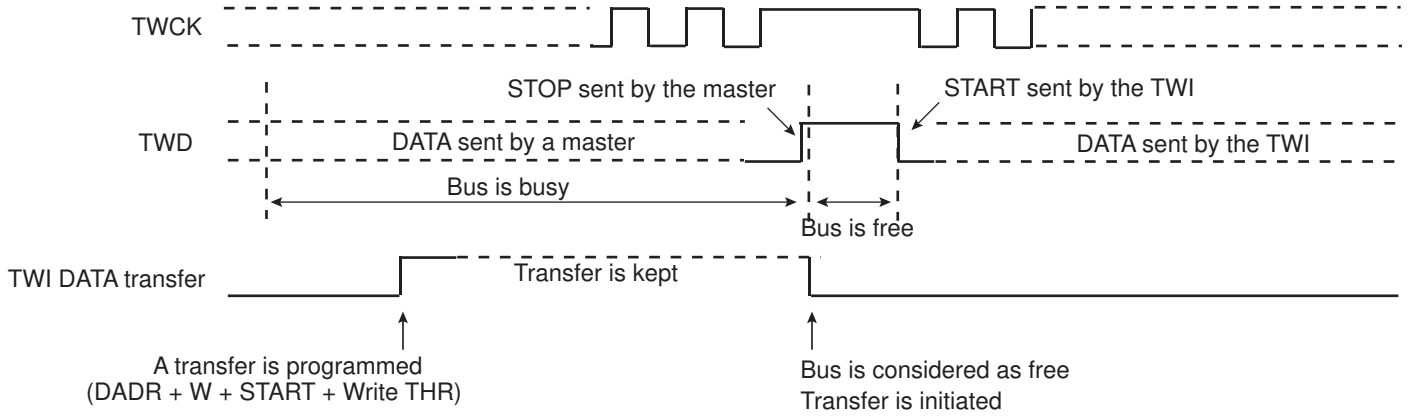 TWCK
STOP sent by the master
START sent by the TWI
TWD
DATA sent by a master
DATA sent by the TWI
Bus is busy
Bus is free
TWI DATA transfer
Transfer is kept
A transfer is programmed
(DADR + W + START + Write THR)
Bus is considered as free
Transfer is initiated